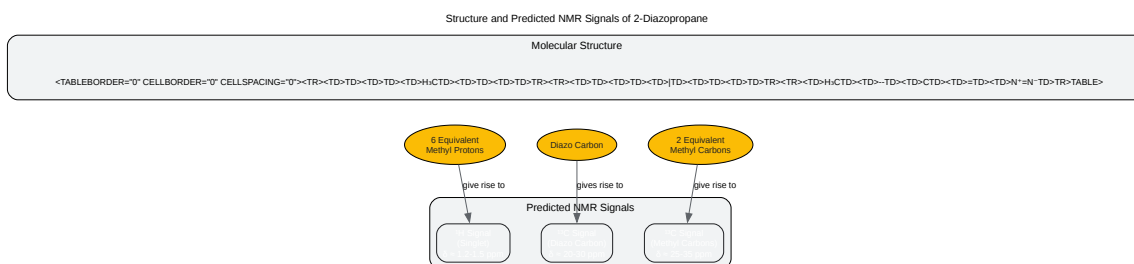 Structure and Predicted NMR Signals of 2-Diazopropane
Molecular Structure
<TABLEBORDER="0" CELLBORDER="0" CELLSPACING="0"><TR><TD>TD><TD>TD><TD>H₃CTD><TD>TD><TD>TD>TR><TR><TD>TD><TD>TD><TD>|TD><TD>TD><TD>TD>TR><TR><TD>H₃CTD><TD>--TD><TD>CTD><TD>=TD><TD>N⁺=N⁻TD>TR>TABLE>
6 Equivalent
Methyl Protons
Diazo Carbon
2 Equivalent
Methyl Carbons
give rise to
gives rise to
give rise to
Predicted NMR Signals